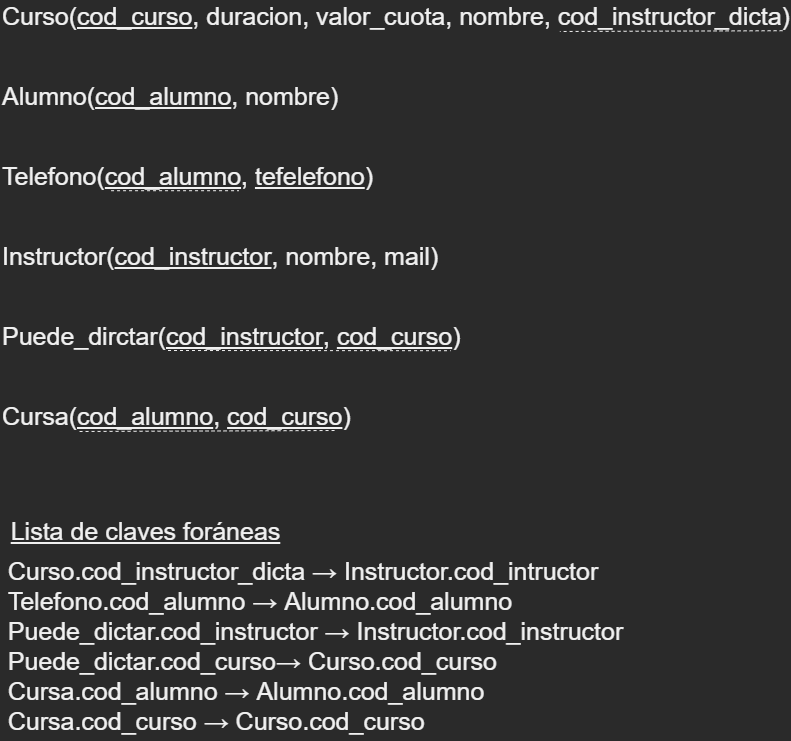 Curso(cod_curso, duracion, valor_cuota, nombre, cod_instructor_dicta)
Alumno(cod_alumno, nombre)
Telefono(cod_alumno, tefelefono)
Instructor(cod_instructor, nombre, mail)
Puede_dirctar(cod_instructor, cod_curso)
Cursa(cod_alumno, cod_curso)
Lista de claves foráneas
Curso.cod_instructor_dicta → Instructor.cod_intructor
Telefono.cod_alumno → Alumno.cod_alumno
Puede_dictar.cod_instructor → Instructor.cod_instructor
Puede_dictar.cod_curso→ Curso.cod_curso
Cursa.cod_alumno → Alumno.cod_alumno
Cursa.cod_curso → Curso.cod_curso